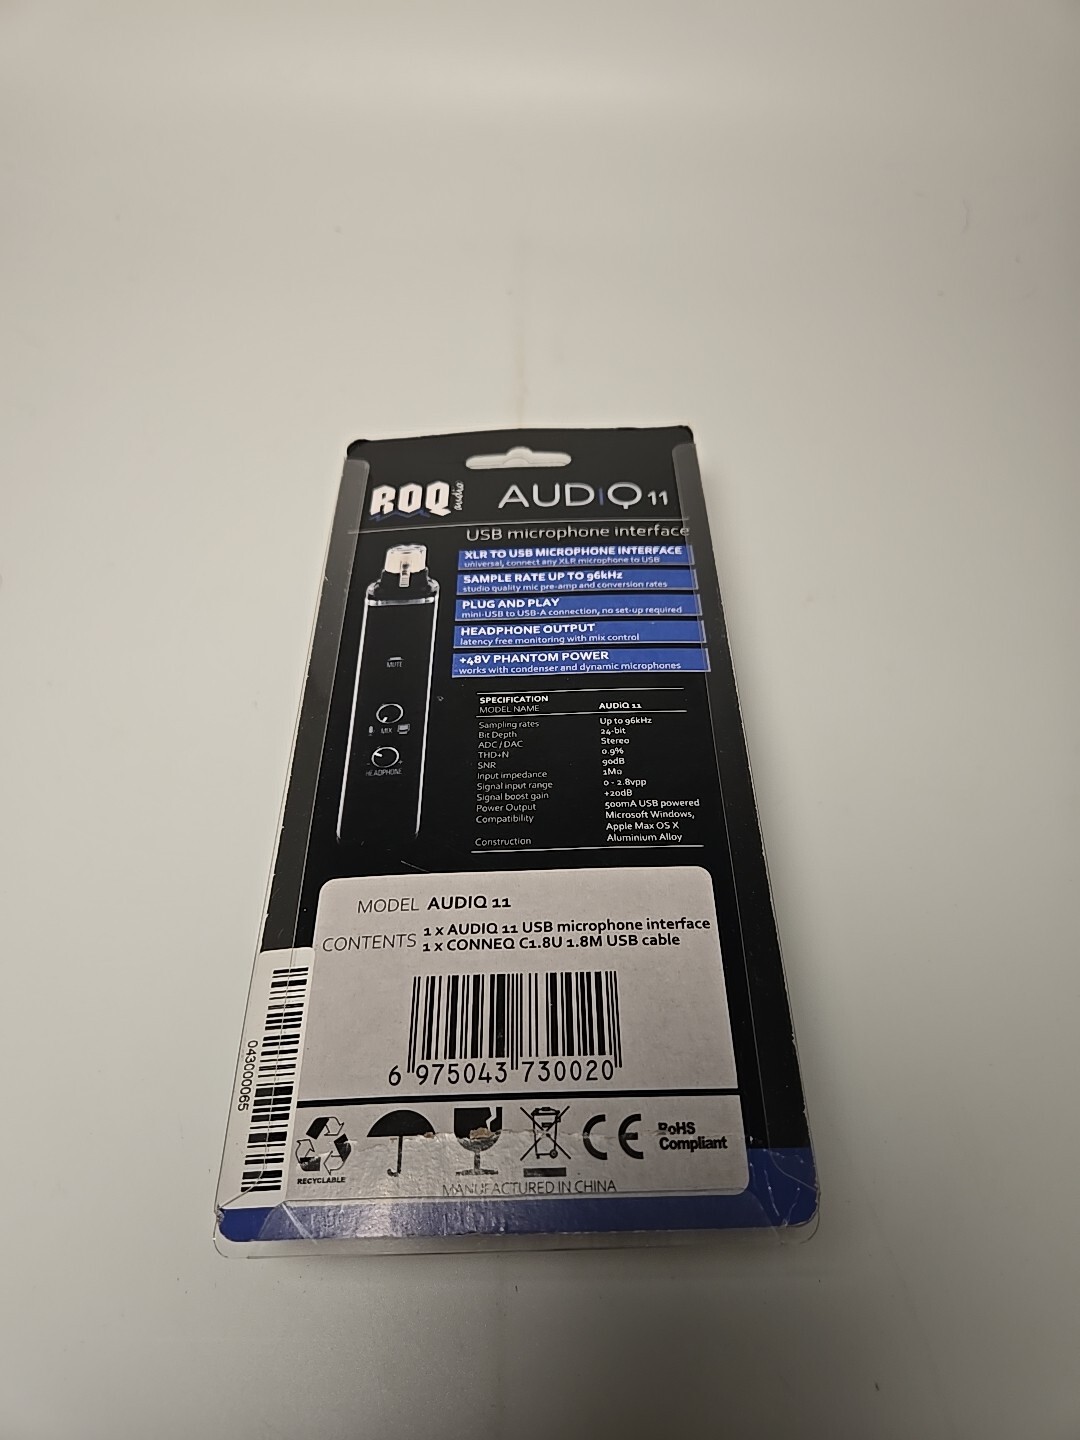 ROQ audio
AUDiQ 11
USB microphone interface
XLR TO USB MICROPHONE INTERFACE
universal, connect any XLR microphone to USB
SAMPLE RATE UP TO 96kHz
studio quality mic pre-amp and conversion rates
PLUG AND PLAY
mini-USB to USB-A connection, no set-up required
HEADPHONE OUTPUT
latency free monitoring with mix control
+48V PHANTOM POWER
works with condenser and dynamic microphones
MUTE
MIX
HEADPHONE
SPECIFICATION
MODEL NAME AUDiQ 11
Sampling rates Up to 96kHz
Bit Depth 24-bit
ADC / DAC Stereo
THD+N 0.9%
SNR 90dB
Input impedance 1MΩ
Signal input range 0 - 2.8vpp
Signal boost gain +20dB
Power Output 500mA USB powered
Compatibility Microsoft Windows,
Apple Max OS X
Construction Aluminium Alloy
MODEL AUDIQ 11
CONTENTS 1 x AUDIQ 11 USB microphone interface
1 x CONNEQ C1.8U 1.8M USB cable
6 975043 730020
043000065
RECYCLABLE
CE
RoHS
Compliant
MANUFACTURED IN CHINA